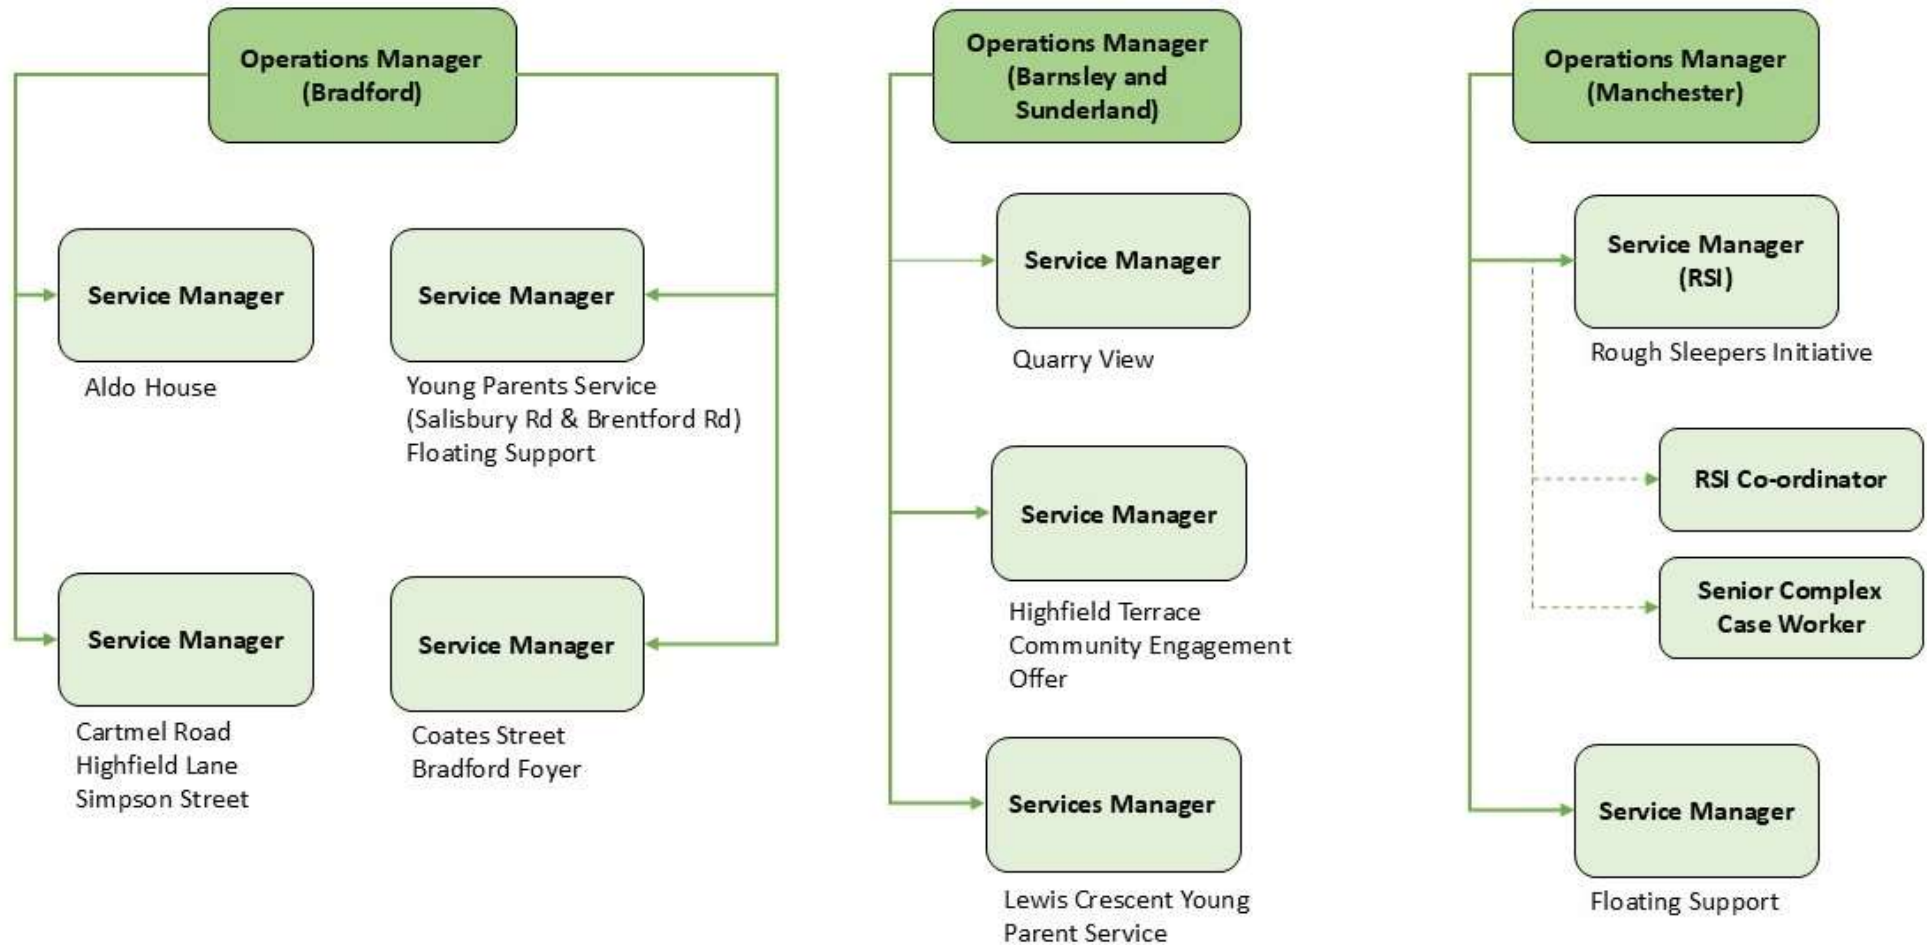 Operations Manager
(Bradford)
Service Manager
Aldo House
Service Manager
Young Parents Service
(Salisbury Rd & Brentford Rd)
Floating Support
Service Manager
Cartmel Road
Highfield Lane
Simpson Street
Service Manager
Coates Street
Bradford Foyer
Operations Manager
(Barnsley and
Sunderland)
Service Manager
Quarry View
Service Manager
Highfield Terrace
Community Engagement
Offer
Services Manager
Lewis Crescent Young
Parent Service
Operations Manager
(Manchester)
Service Manager
(RSI)
Rough Sleepers Initiative
RSI Co-ordinator
Senior Complex
Case Worker
Service Manager
Floating Support